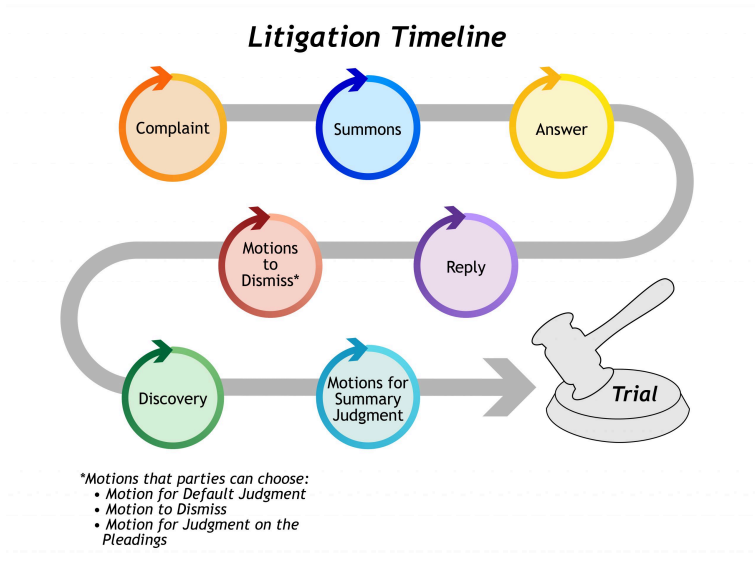 Litigation Timeline
Complaint
Summons
Answer
Reply
Motions
to
Dismiss*
Discovery
Motions for
Summary
Judgment
Trial
*Motions that parties can choose:
• Motion for Default Judgment
• Motion to Dismiss
• Motion for Judgment on the
Pleadings